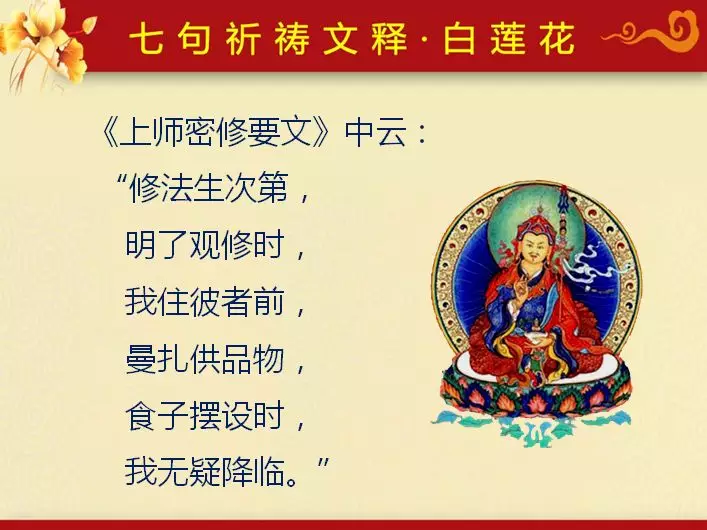 七句祈祷文释·白莲花
《上师密修要文》中云：
“修法生次第，
明了观修时，
我住彼者前，
曼扎供品物，
食子摆设时，
我无疑降临。”